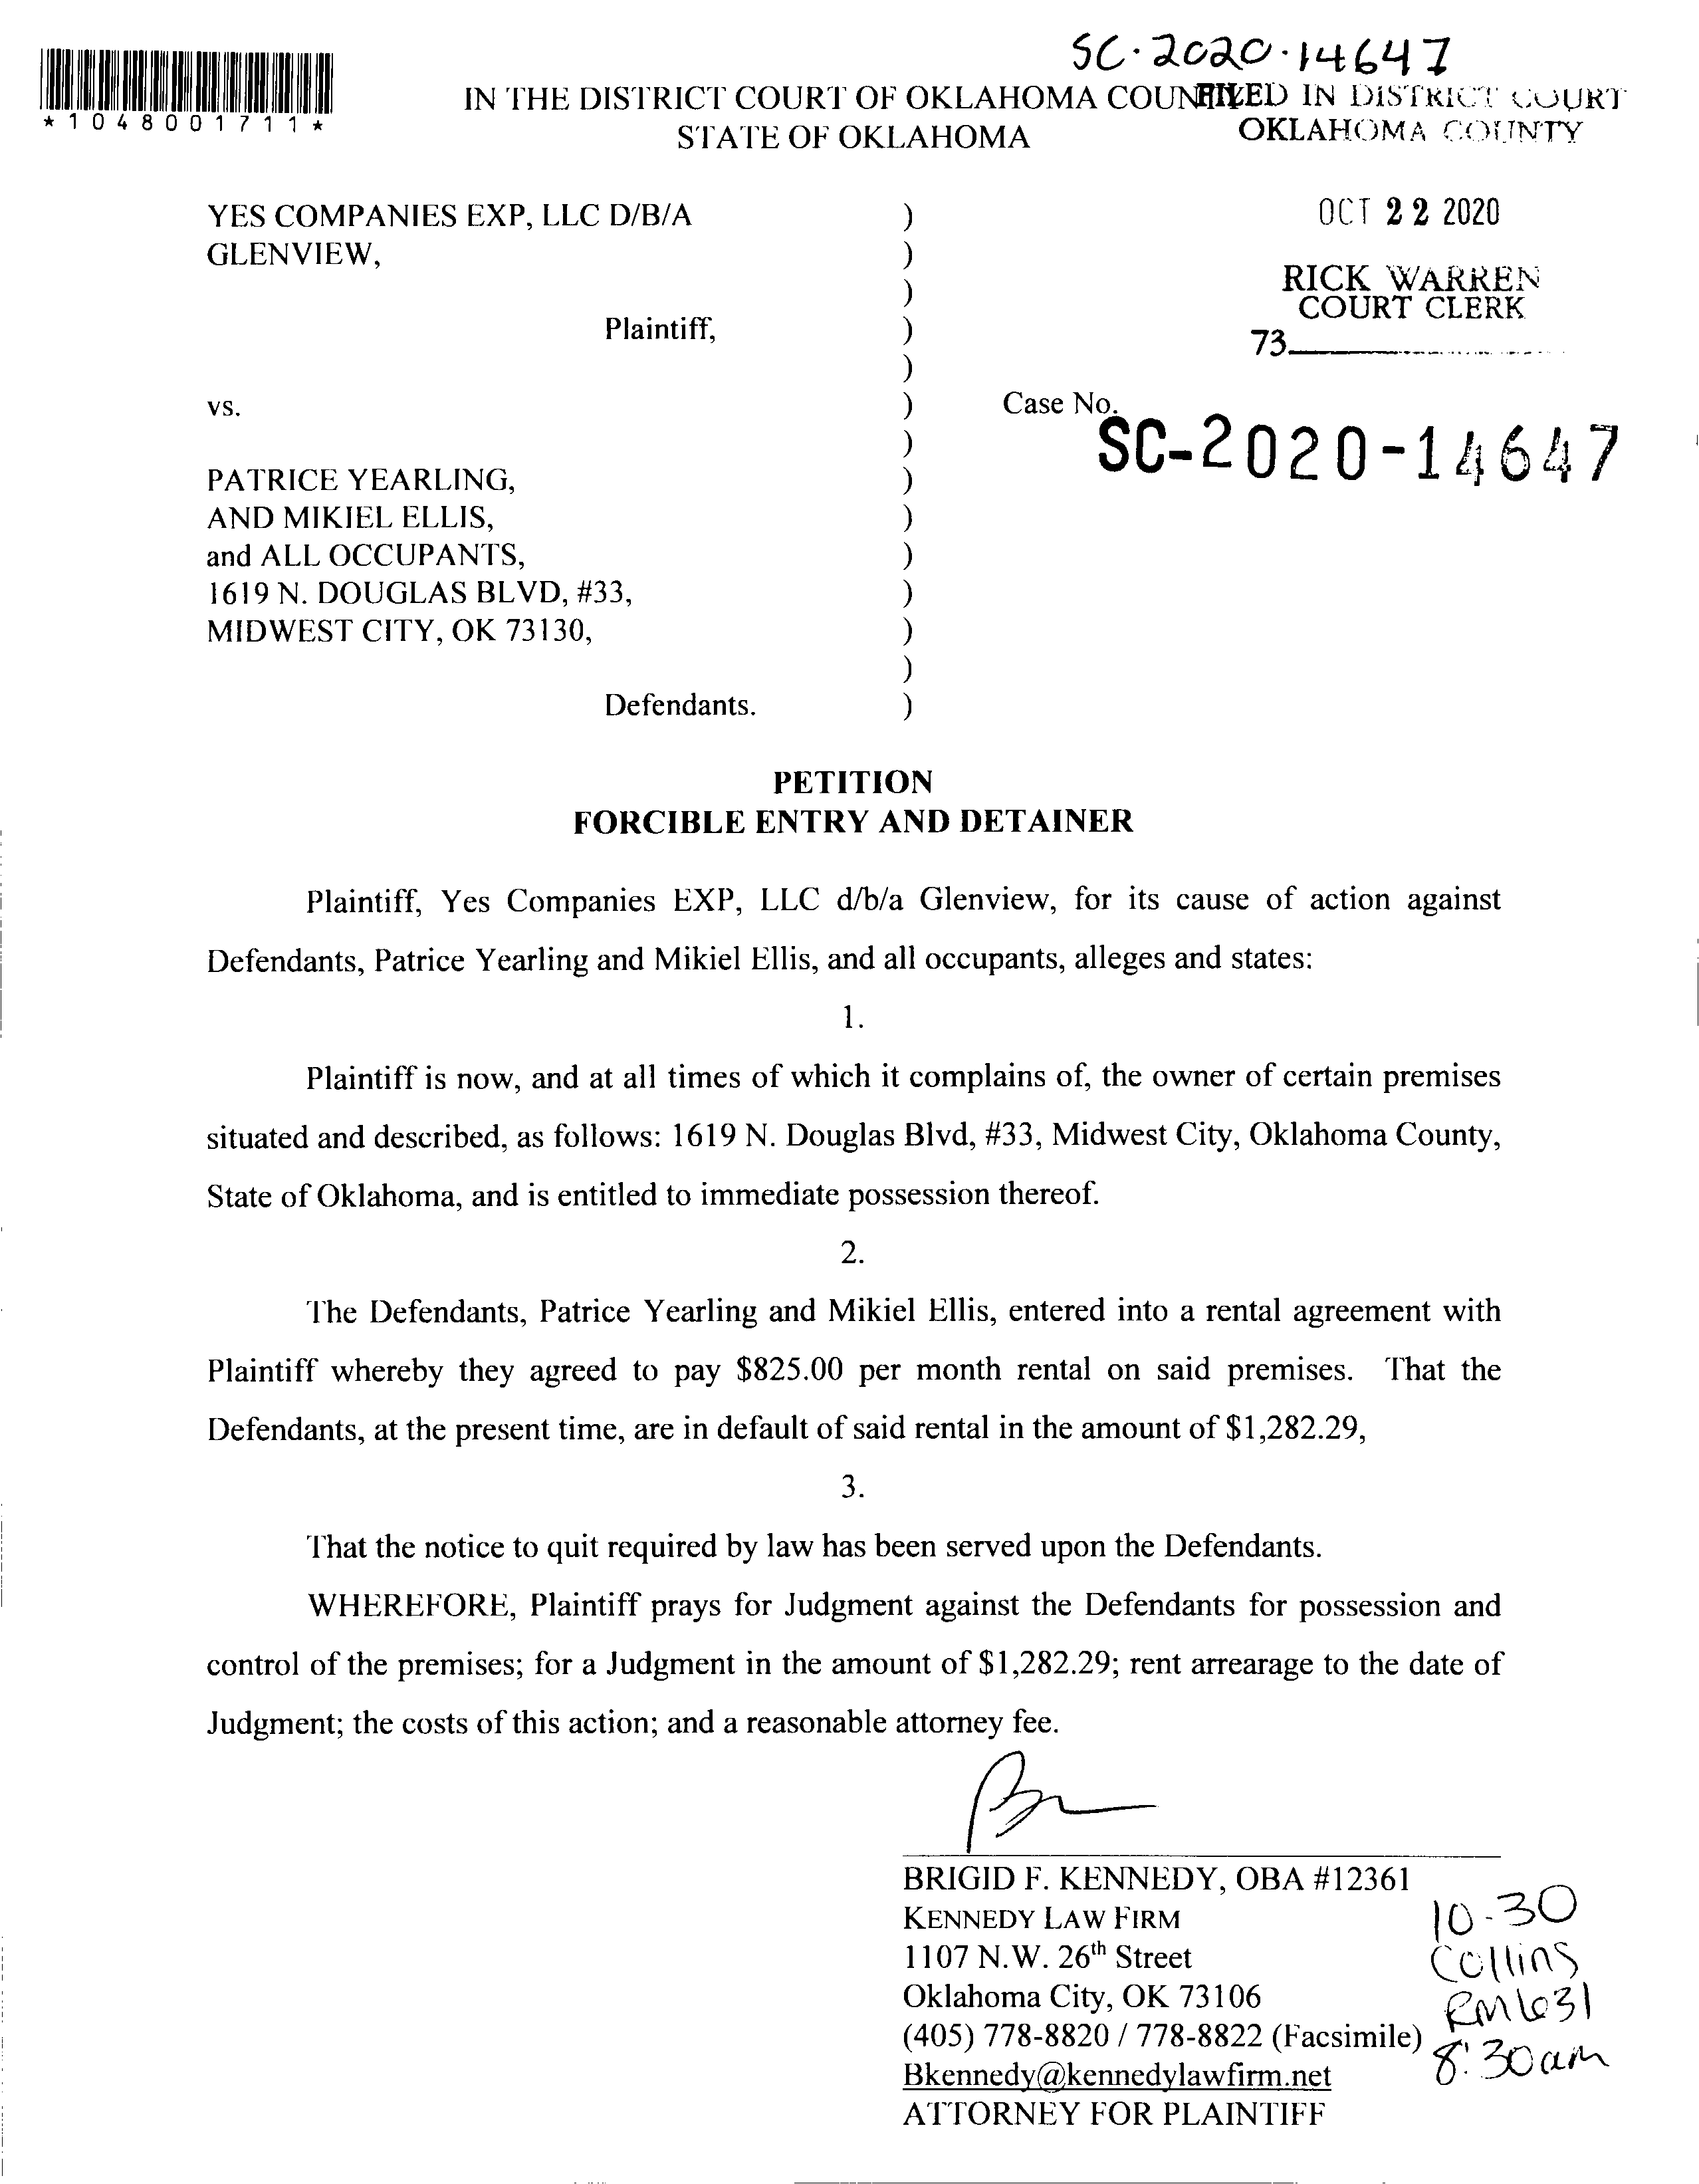 SC-2020-14647
IN THE DISTRICT COURT OF OKLAHOMA COUNTY
STATE OF OKLAHOMA
FILED IN DISTRICT COURT
OKLAHOMA COUNTY
*1048001711*
OCT 22 2020
RICK WARREN
COURT CLERK
73
YES COMPANIES EXP, LLC D/B/A )
GLENVIEW, )
)
Plaintiff, )
)
vs. ) Case No.
) SC-2020-14647
PATRICE YEARLING, )
AND MIKIEL ELLIS, )
and ALL OCCUPANTS, )
1619 N. DOUGLAS BLVD, #33, )
MIDWEST CITY, OK 73130, )
)
Defendants. )
PETITION
FORCIBLE ENTRY AND DETAINER
Plaintiff, Yes Companies EXP, LLC d/b/a Glenview, for its cause of action against
Defendants, Patrice Yearling and Mikiel Ellis, and all occupants, alleges and states:
1.
Plaintiff is now, and at all times of which it complains of, the owner of certain premises
situated and described, as follows: 1619 N. Douglas Blvd, #33, Midwest City, Oklahoma County,
State of Oklahoma, and is entitled to immediate possession thereof.
2.
The Defendants, Patrice Yearling and Mikiel Ellis, entered into a rental agreement with
Plaintiff whereby they agreed to pay $825.00 per month rental on said premises. That the
Defendants, at the present time, are in default of said rental in the amount of $1,282.29,
3.
That the notice to quit required by law has been served upon the Defendants.
WHEREFORE, Plaintiff prays for Judgment against the Defendants for possession and
control of the premises; for a Judgment in the amount of $1,282.29; rent arrearage to the date of
Judgment; the costs of this action; and a reasonable attorney fee.
BRIGID F. KENNEDY, OBA #12361
KENNEDY LAW FIRM
1107 N.W. 26th Street
Oklahoma City, OK 73106
(405) 778-8820 / 778-8822 (Facsimile)
Bkennedy@kennedylawfirm.net
ATTORNEY FOR PLAINTIFF
10-30
Collins
RM 631
8:30am